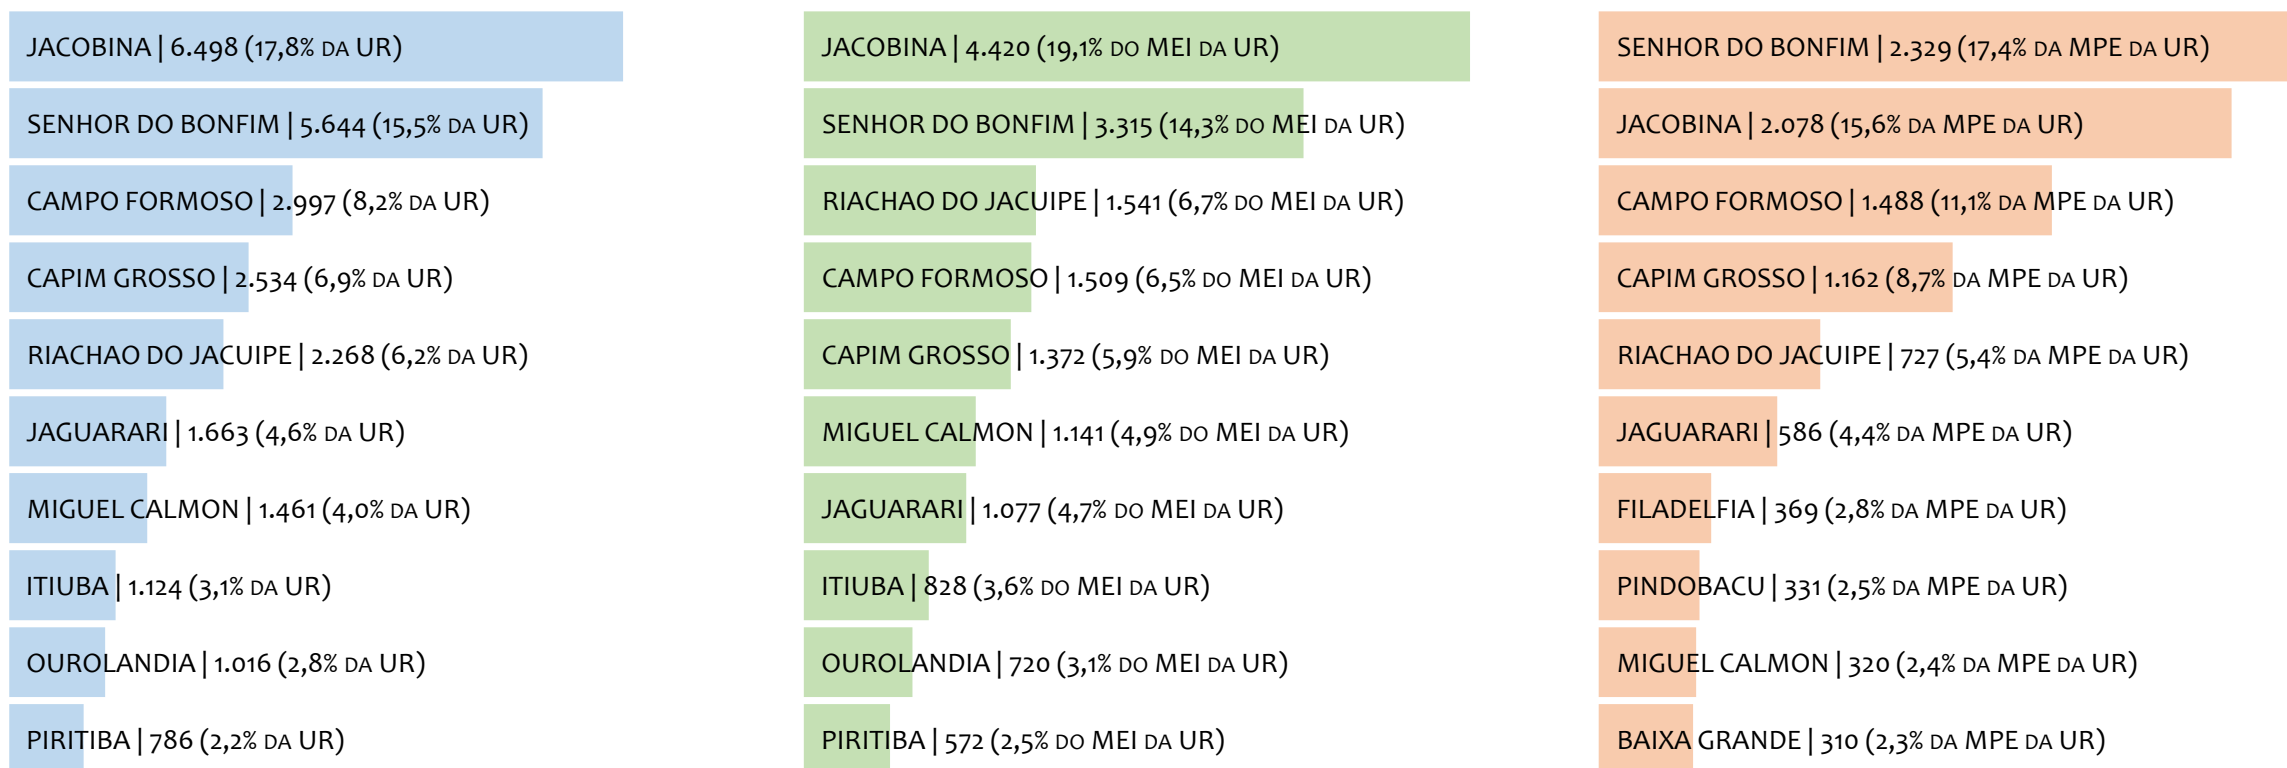 JACOBINA | 6.498 (17,8% DA UR)
SENHOR DO BONFIM | 5.644 (15,5% DA UR)
CAMPO FORMOSO | 2.997 (8,2% DA UR)
CAPIM GROSSO | 2.534 (6,9% DA UR)
RIACHAO DO JACUIPE | 2.268 (6,2% DA UR)
JAGUARARI | 1.663 (4,6% DA UR)
MIGUEL CALMON | 1.461 (4,0% DA UR)
ITIUBA | 1.124 (3,1% DA UR)
OUROLANDIA | 1.016 (2,8% DA UR)
PIRITIBA | 786 (2,2% DA UR)
JACOBINA | 4.420 (19,1% DO MEI DA UR)
SENHOR DO BONFIM | 3.315 (14,3% DO MEI DA UR)
RIACHAO DO JACUIPE | 1.541 (6,7% DO MEI DA UR)
CAMPO FORMOSO | 1.509 (6,5% DO MEI DA UR)
CAPIM GROSSO | 1.372 (5,9% DO MEI DA UR)
MIGUEL CALMON | 1.141 (4,9% DO MEI DA UR)
JAGUARARI | 1.077 (4,7% DO MEI DA UR)
ITIUBA | 828 (3,6% DO MEI DA UR)
OUROLANDIA | 720 (3,1% DO MEI DA UR)
PIRITIBA | 572 (2,5% DO MEI DA UR)
SENHOR DO BONFIM | 2.329 (17,4% DA MPE DA UR)
JACOBINA | 2.078 (15,6% DA MPE DA UR)
CAMPO FORMOSO | 1.488 (11,1% DA MPE DA UR)
CAPIM GROSSO | 1.162 (8,7% DA MPE DA UR)
RIACHAO DO JACUIPE | 727 (5,4% DA MPE DA UR)
JAGUARARI | 586 (4,4% DA MPE DA UR)
FILADELFIA | 369 (2,8% DA MPE DA UR)
PINDOBACU | 331 (2,5% DA MPE DA UR)
MIGUEL CALMON | 320 (2,4% DA MPE DA UR)
BAIXA GRANDE | 310 (2,3% DA MPE DA UR)